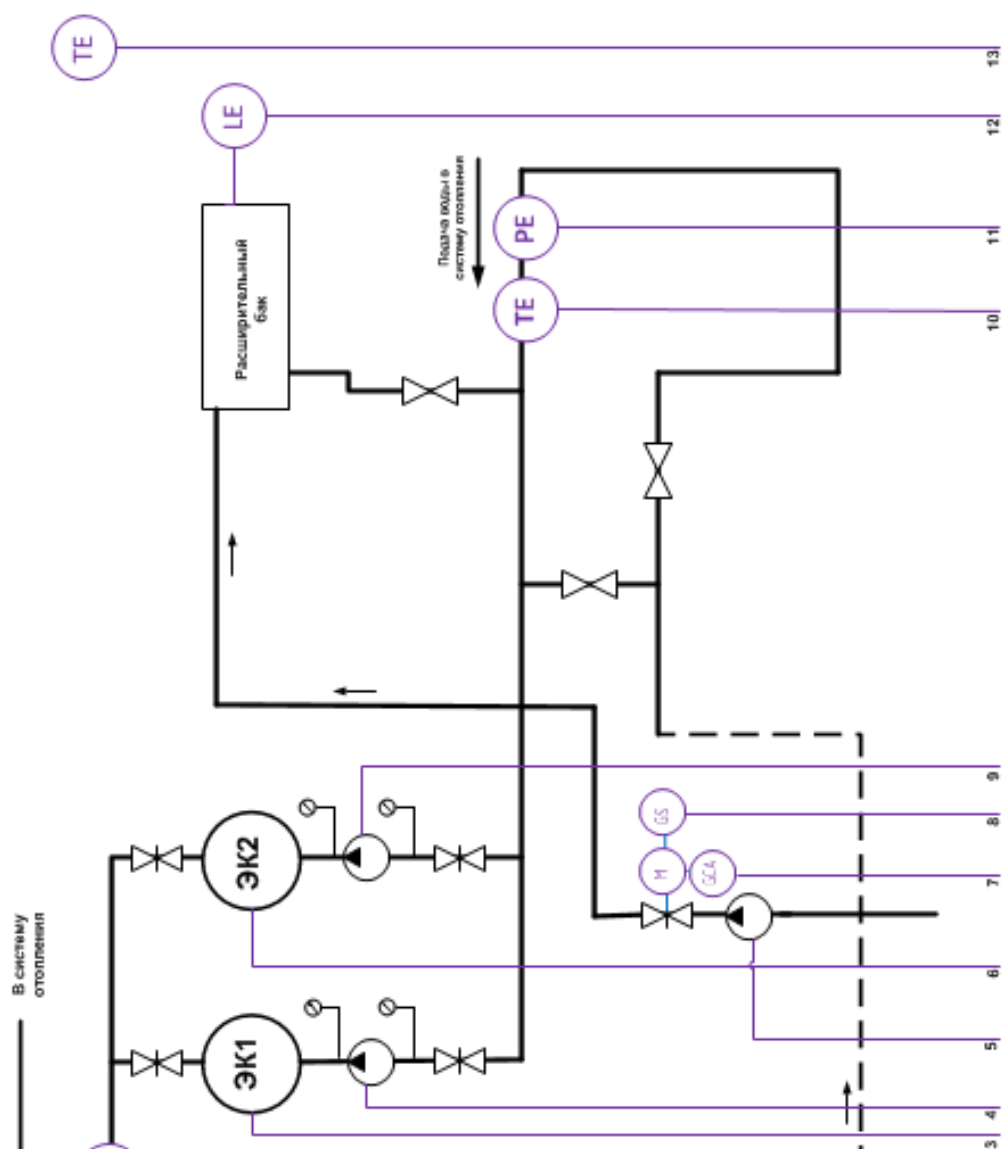 TE
13
LE
12
Расширительный
бак
Подача воды в
систему отопления
PE
11
TE
10
9
GS
8
M
GCA
7
ЭК2
6
В систему
отопления
ЭК1
5
4
3